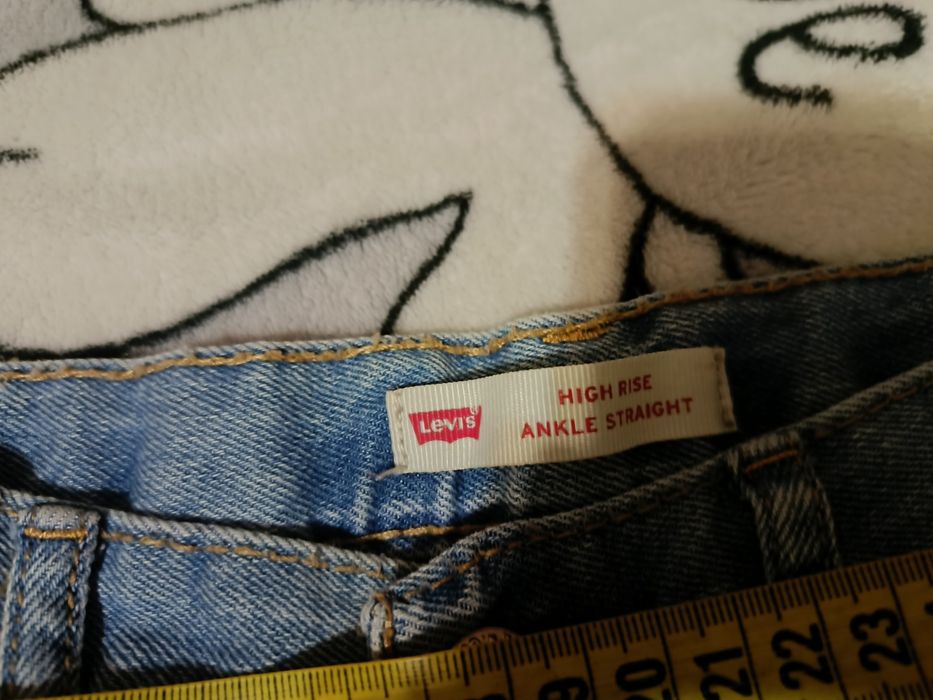 Levi's®
HIGH RISE
ANKLE STRAIGHT
20 21 22 23